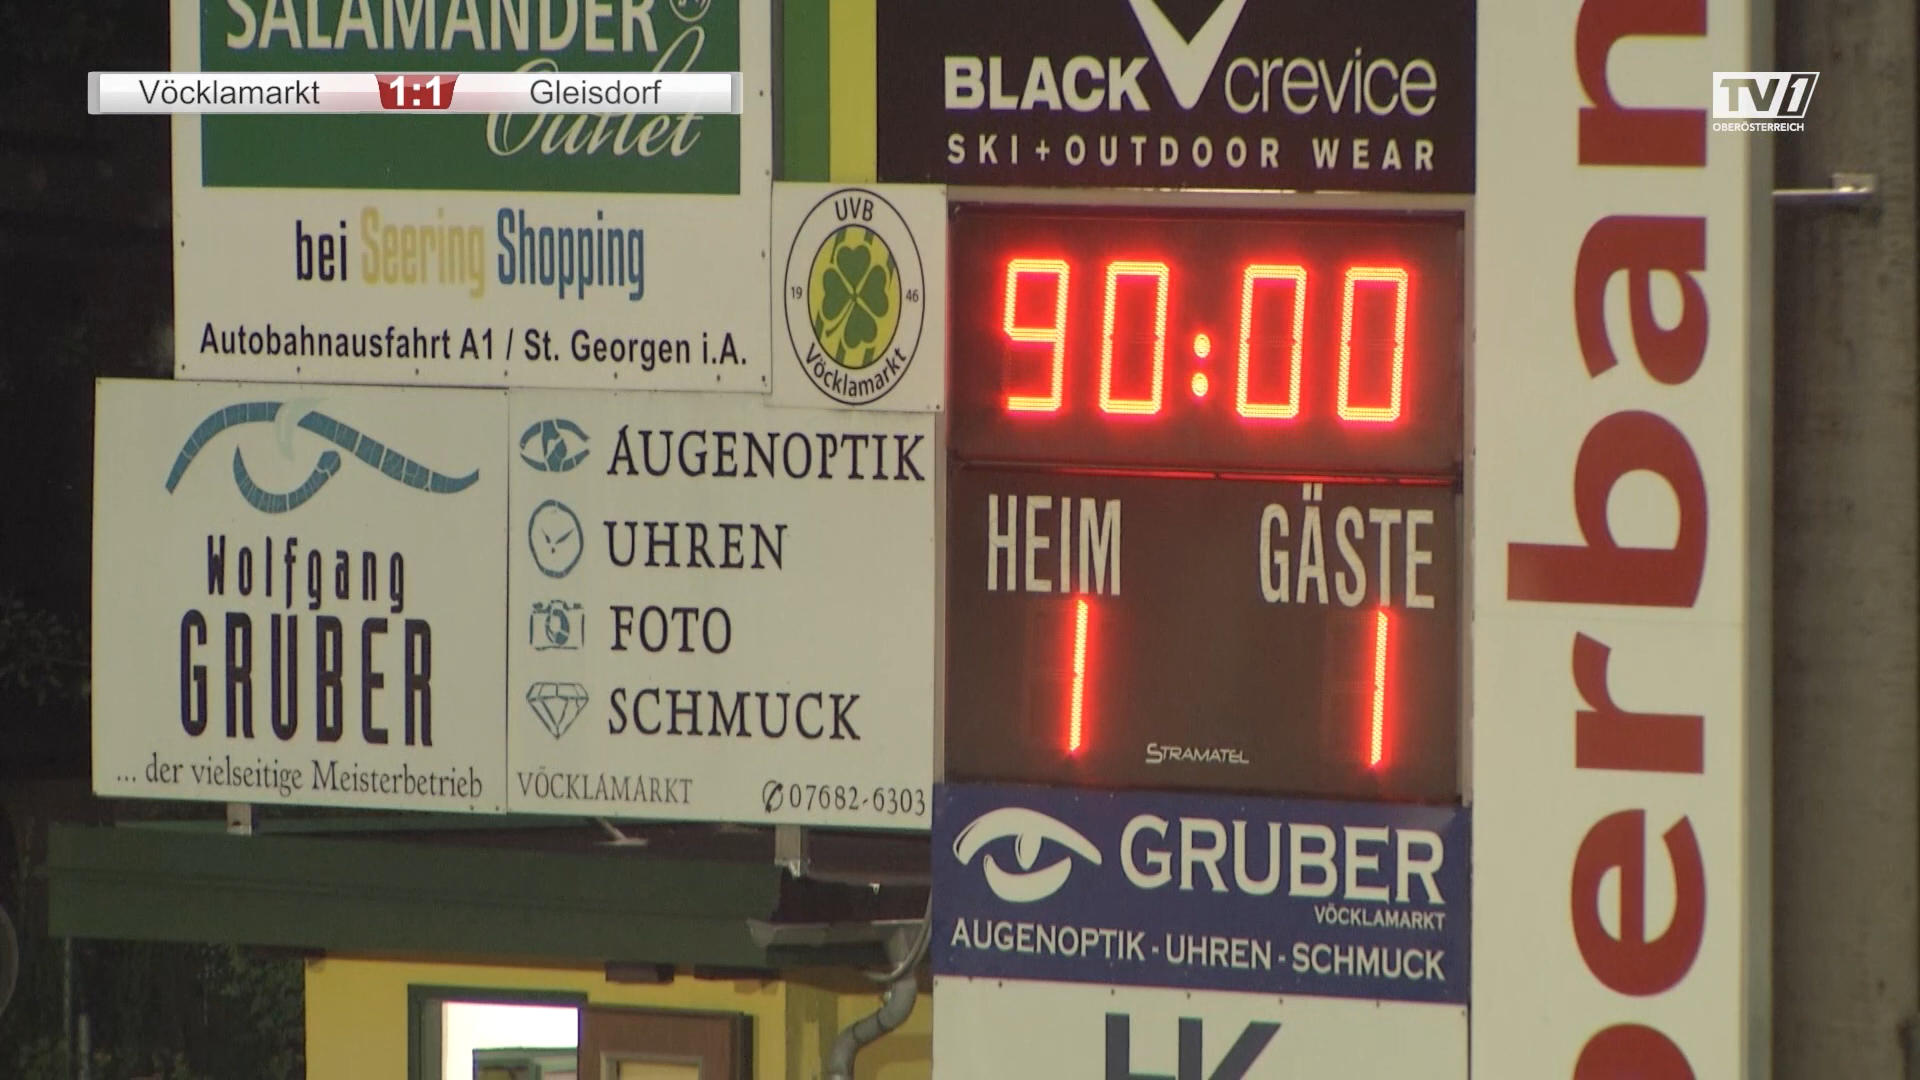 SALAMANDER
Outlet
Vöcklamarkt 1:1 Gleisdorf
bei Seering Shopping
Autobahnausfahrt A1 / St. Georgen i.A.
UVB
19 46
Vöcklamarkt
BLACK crevice
SKI+OUTDOOR WEAR
TV1
OBERÖSTERREICH
90:00
HEIM GÄSTE
1 1
STRAMATEL
Wolfgang
GRUBER
... der vielseitige Meisterbetrieb
AUGENOPTIK
UHREN
FOTO
SCHMUCK
VÖCKLAMARKT ✆07682-6303
GRUBER
VÖCKLAMARKT
AUGENOPTIK - UHREN - SCHMUCK
HK
erban